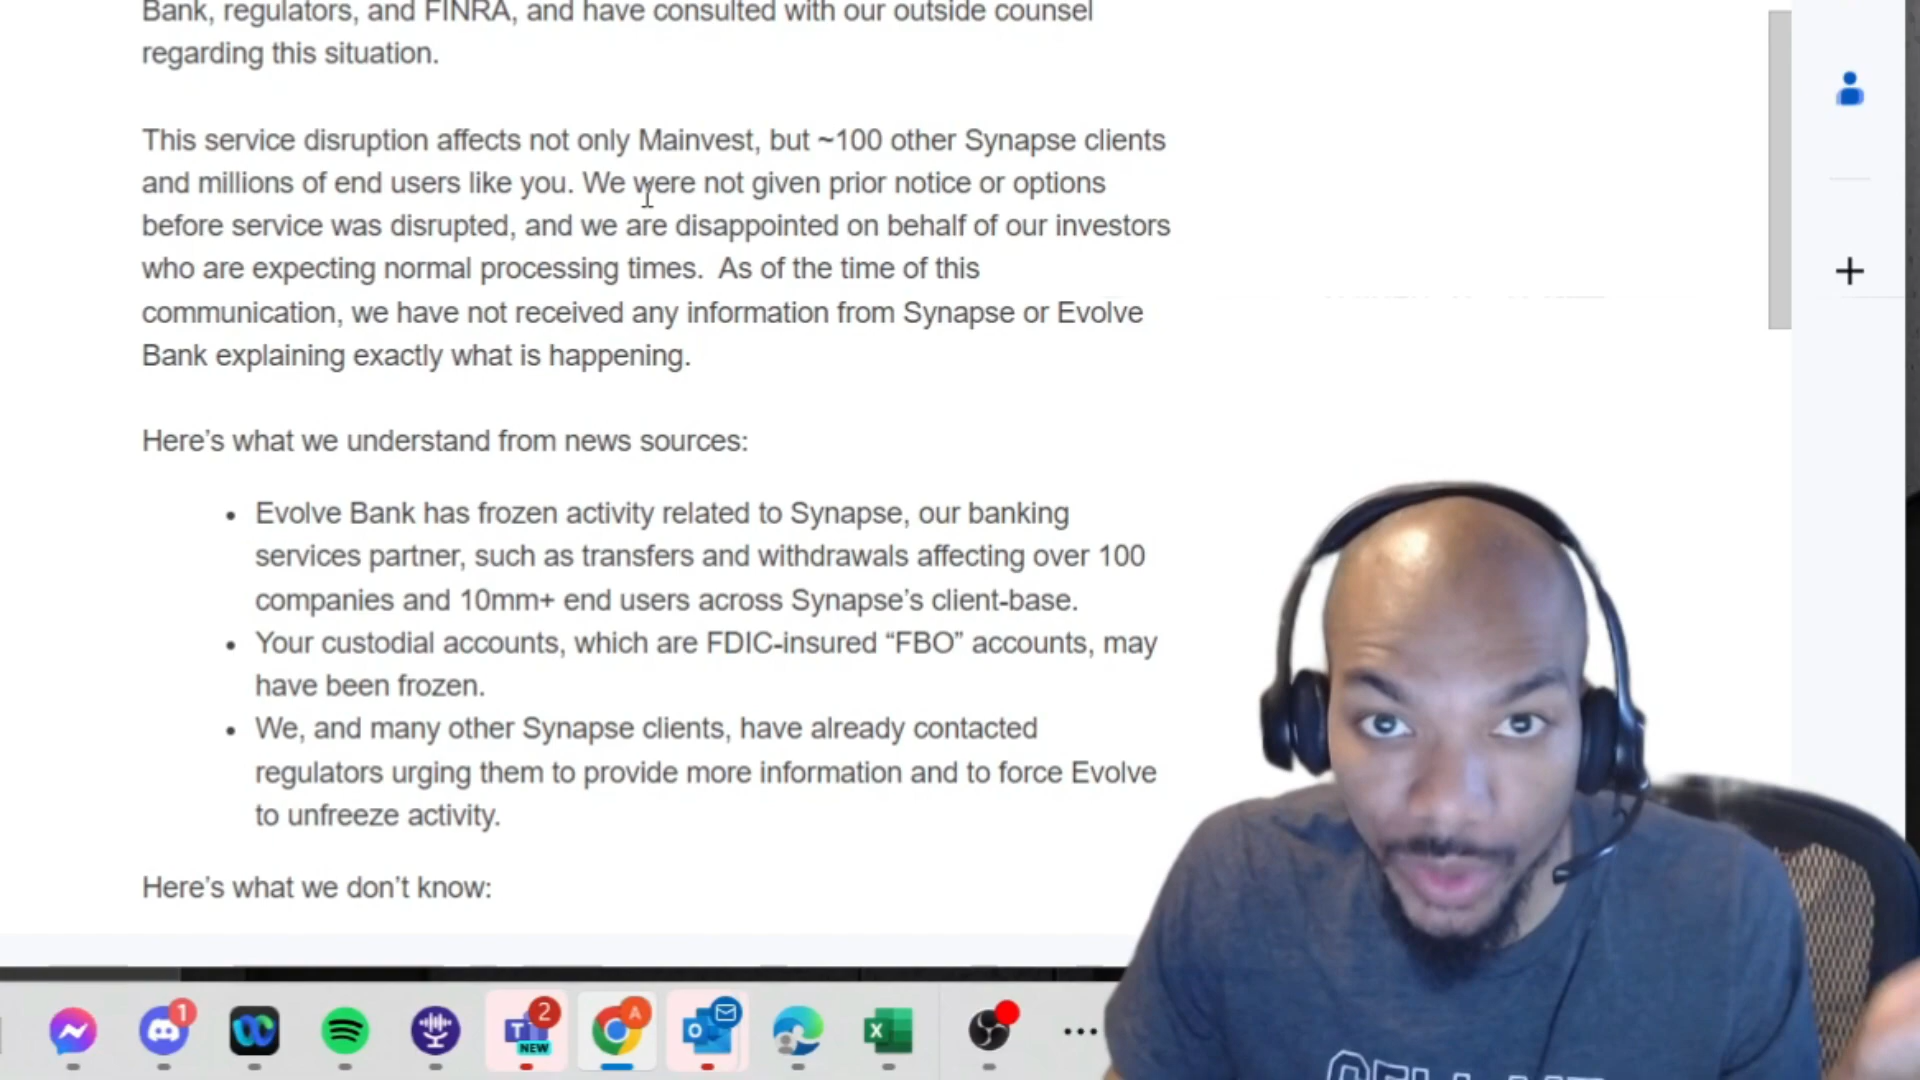 Bank, regulators, and FINRA, and have consulted with our outside counsel
regarding this situation.
This service disruption affects not only Mainvest, but ~100 other Synapse clients
and millions of end users like you. We were not given prior notice or options
before service was disrupted, and we are disappointed on behalf of our investors
who are expecting normal processing times. As of the time of this
communication, we have not received any information from Synapse or Evolve
Bank explaining exactly what is happening.
Here’s what we understand from news sources:
• Evolve Bank has frozen activity related to Synapse, our banking
services partner, such as transfers and withdrawals affecting over 100
companies and 10mm+ end users across Synapse’s client-base.
• Your custodial accounts, which are FDIC-insured “FBO” accounts, may
have been frozen.
• We, and many other Synapse clients, have already contacted
regulators urging them to provide more information and to force Evolve
to unfreeze activity.
Here’s what we don’t know:
1
T
2
NEW
A
O
X